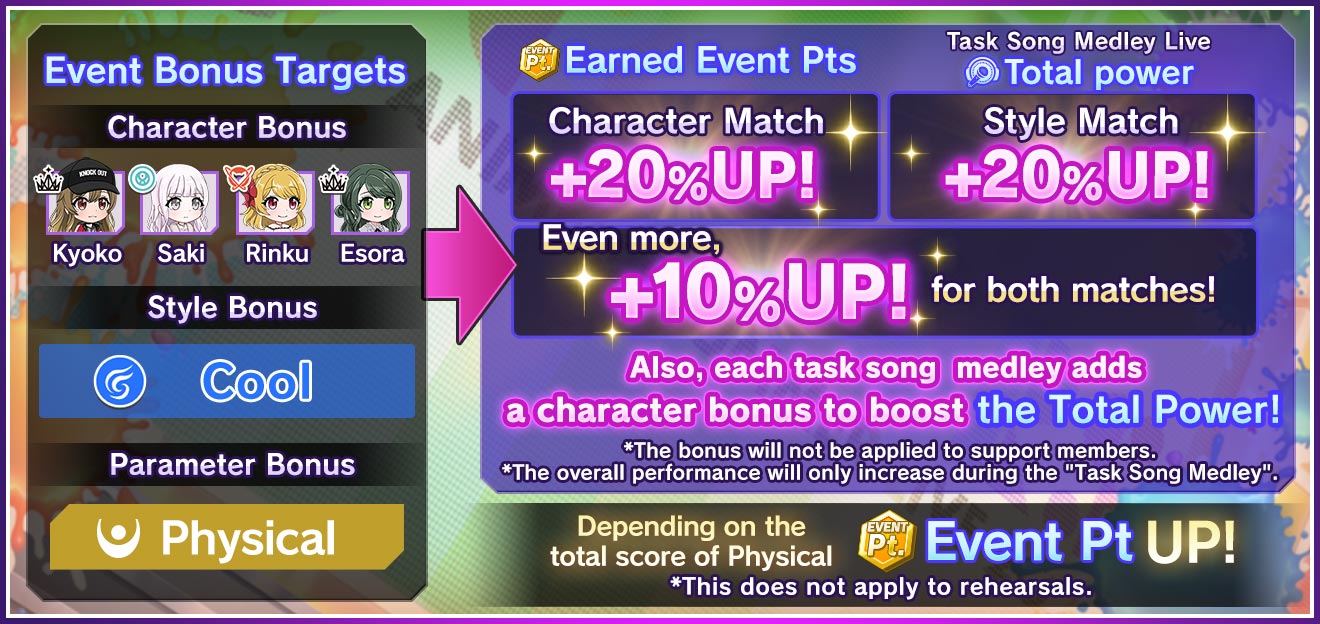 Event Bonus Targets
Character Bonus
KNOCK OUT
Kyoko Saki Rinku Esora
Style Bonus
Cool
Parameter Bonus
Physical
EVENT Pt. Earned Event Pts
Task Song Medley Live
Total power
Character Match
+20%UP!
Style Match
+20%UP!
Even more,
+10%UP! for both matches!
Also, each task song medley adds
a character bonus to boost the Total Power!
*The bonus will not be applied to support members.
*The overall performance will only increase during the "Task Song Medley".
Depending on the
total score of Physical
EVENT Pt. Event Pt UP!
*This does not apply to rehearsals.